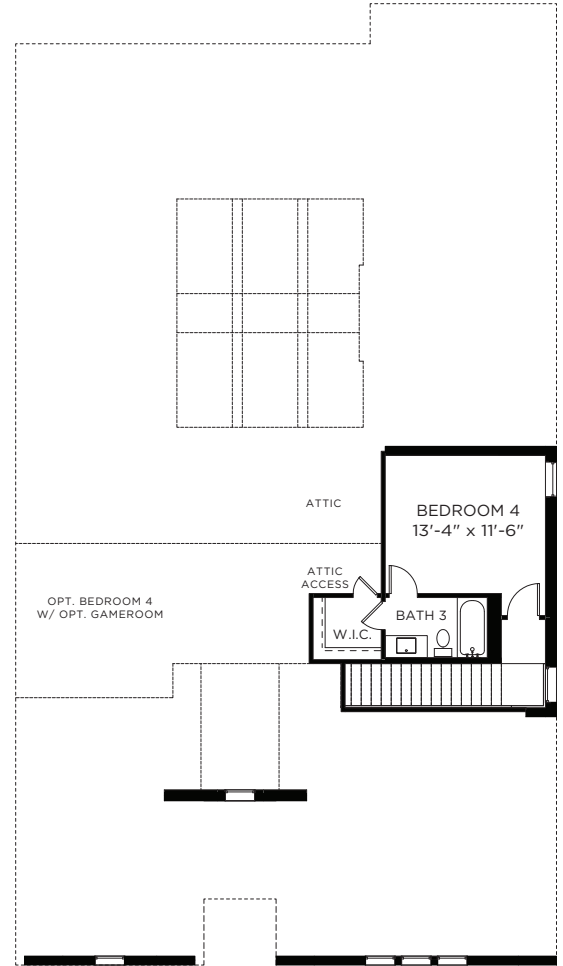 ATTIC
BEDROOM 4
13'-4" x 11'-6"
ATTIC
ACCESS
OPT. BEDROOM 4
W/ OPT. GAMEROOM
W.I.C.
BATH 3